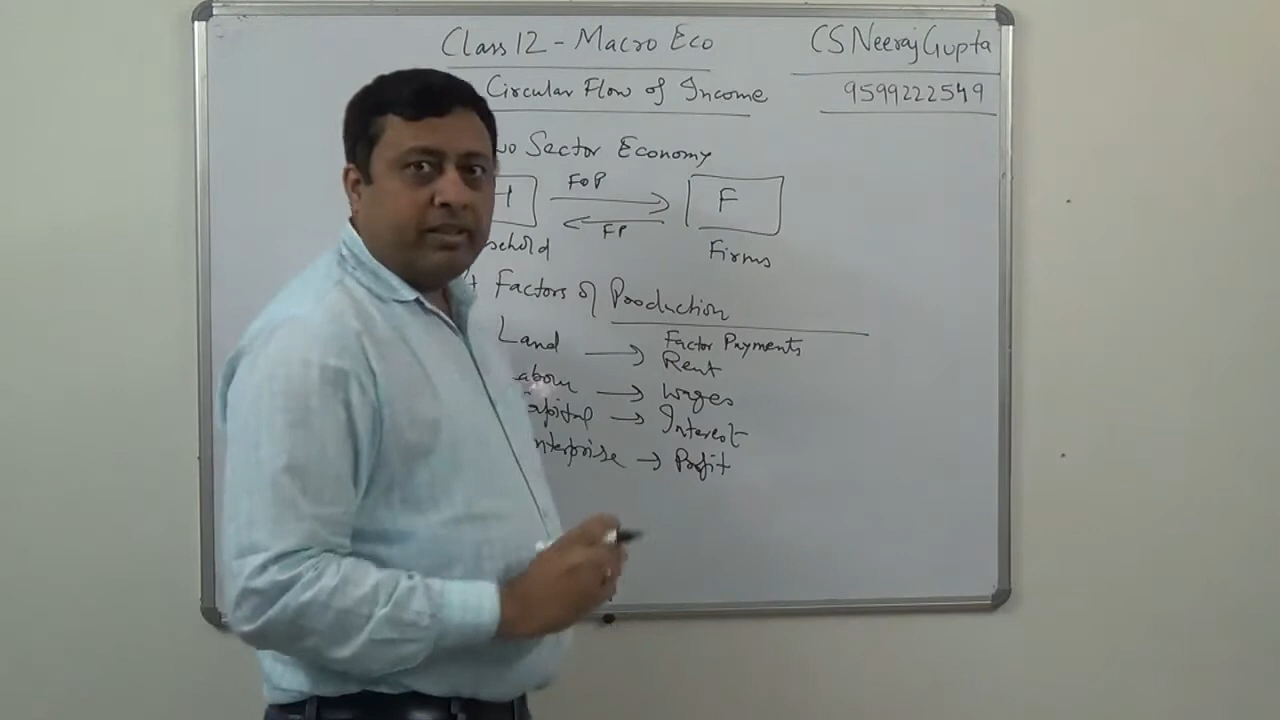 Class 12 - Macro Eco
CS Neeraj Gupta
Circular Flow of Income
9599222549
Sector Economy
FOP
F
FP
Firms
Factors of Production
Factor Payments
Land → Rent
→ Wages
→ Interest
→ Profit